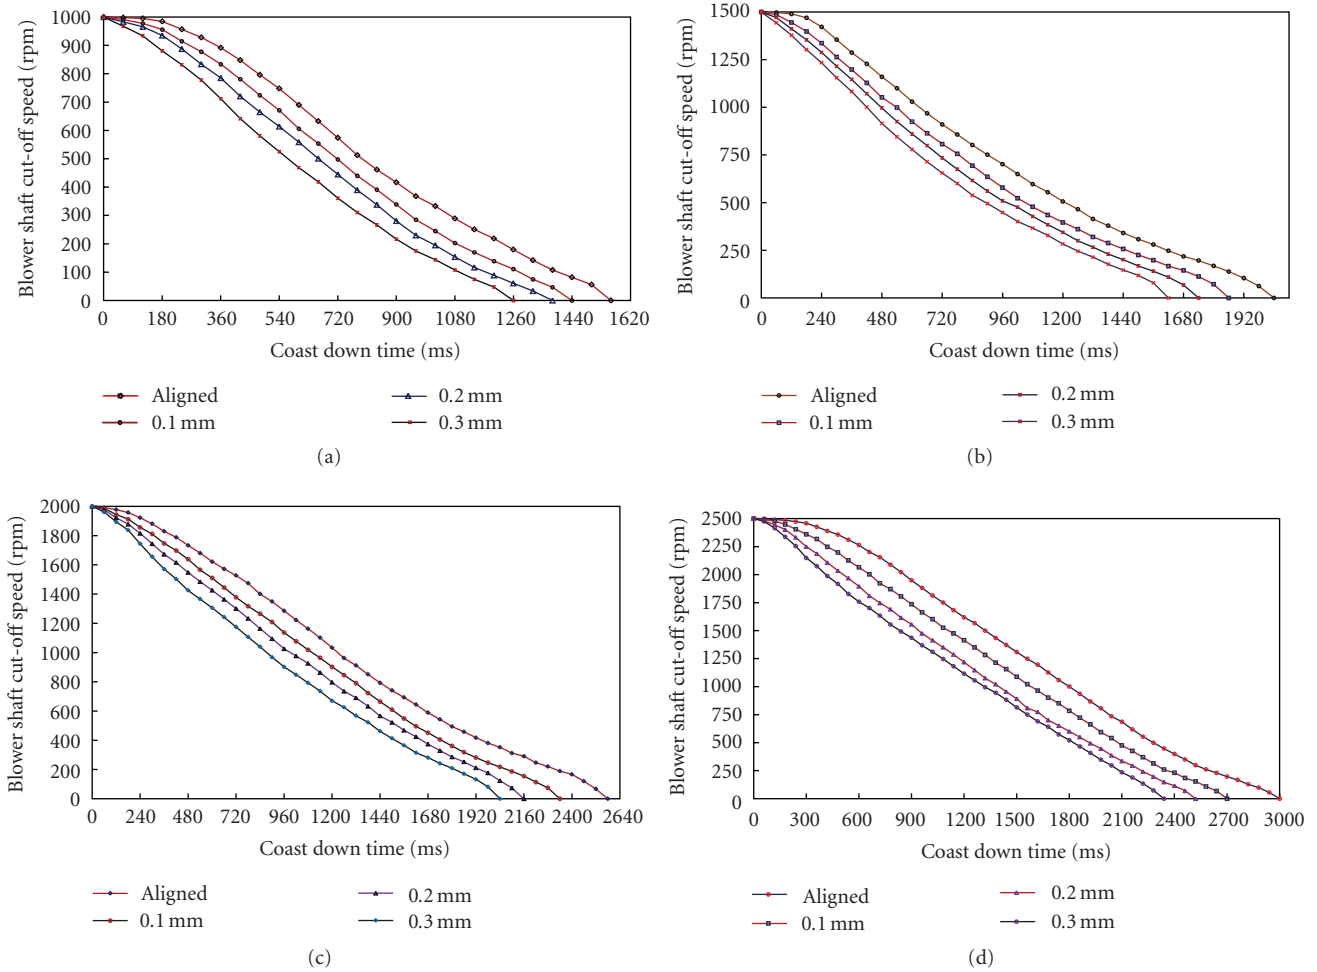 Blower shaft cut-off speed (rpm)
1000
900
800
700
600
500
400
300
200
100
0
0 180 360 540 720 900 1080 1260 1440 1620
Coast down time (ms)
Aligned 0.2 mm
0.1 mm 0.3 mm
(a)
Blower shaft cut-off speed (rpm)
1500
1250
1000
750
500
250
0
0 240 480 720 960 1200 1440 1680 1920
Coast down time (ms)
Aligned 0.2 mm
0.1 mm 0.3 mm
(b)
Blower shaft cut-off speed (rpm)
2000
1800
1600
1400
1200
1000
800
600
400
200
0
0 240 480 720 960 1200 1440 1680 1920 2160 2400 2640
Coast down time (ms)
Aligned 0.2 mm
0.1 mm 0.3 mm
(c)
Blower shaft cut-off speed (rpm)
2500
2250
2000
1750
1500
1250
1000
750
500
250
0
0 300 600 900 1200 1500 1800 2100 2400 2700 3000
Coast down time (ms)
Aligned 0.2 mm
0.1 mm 0.3 mm
(d)